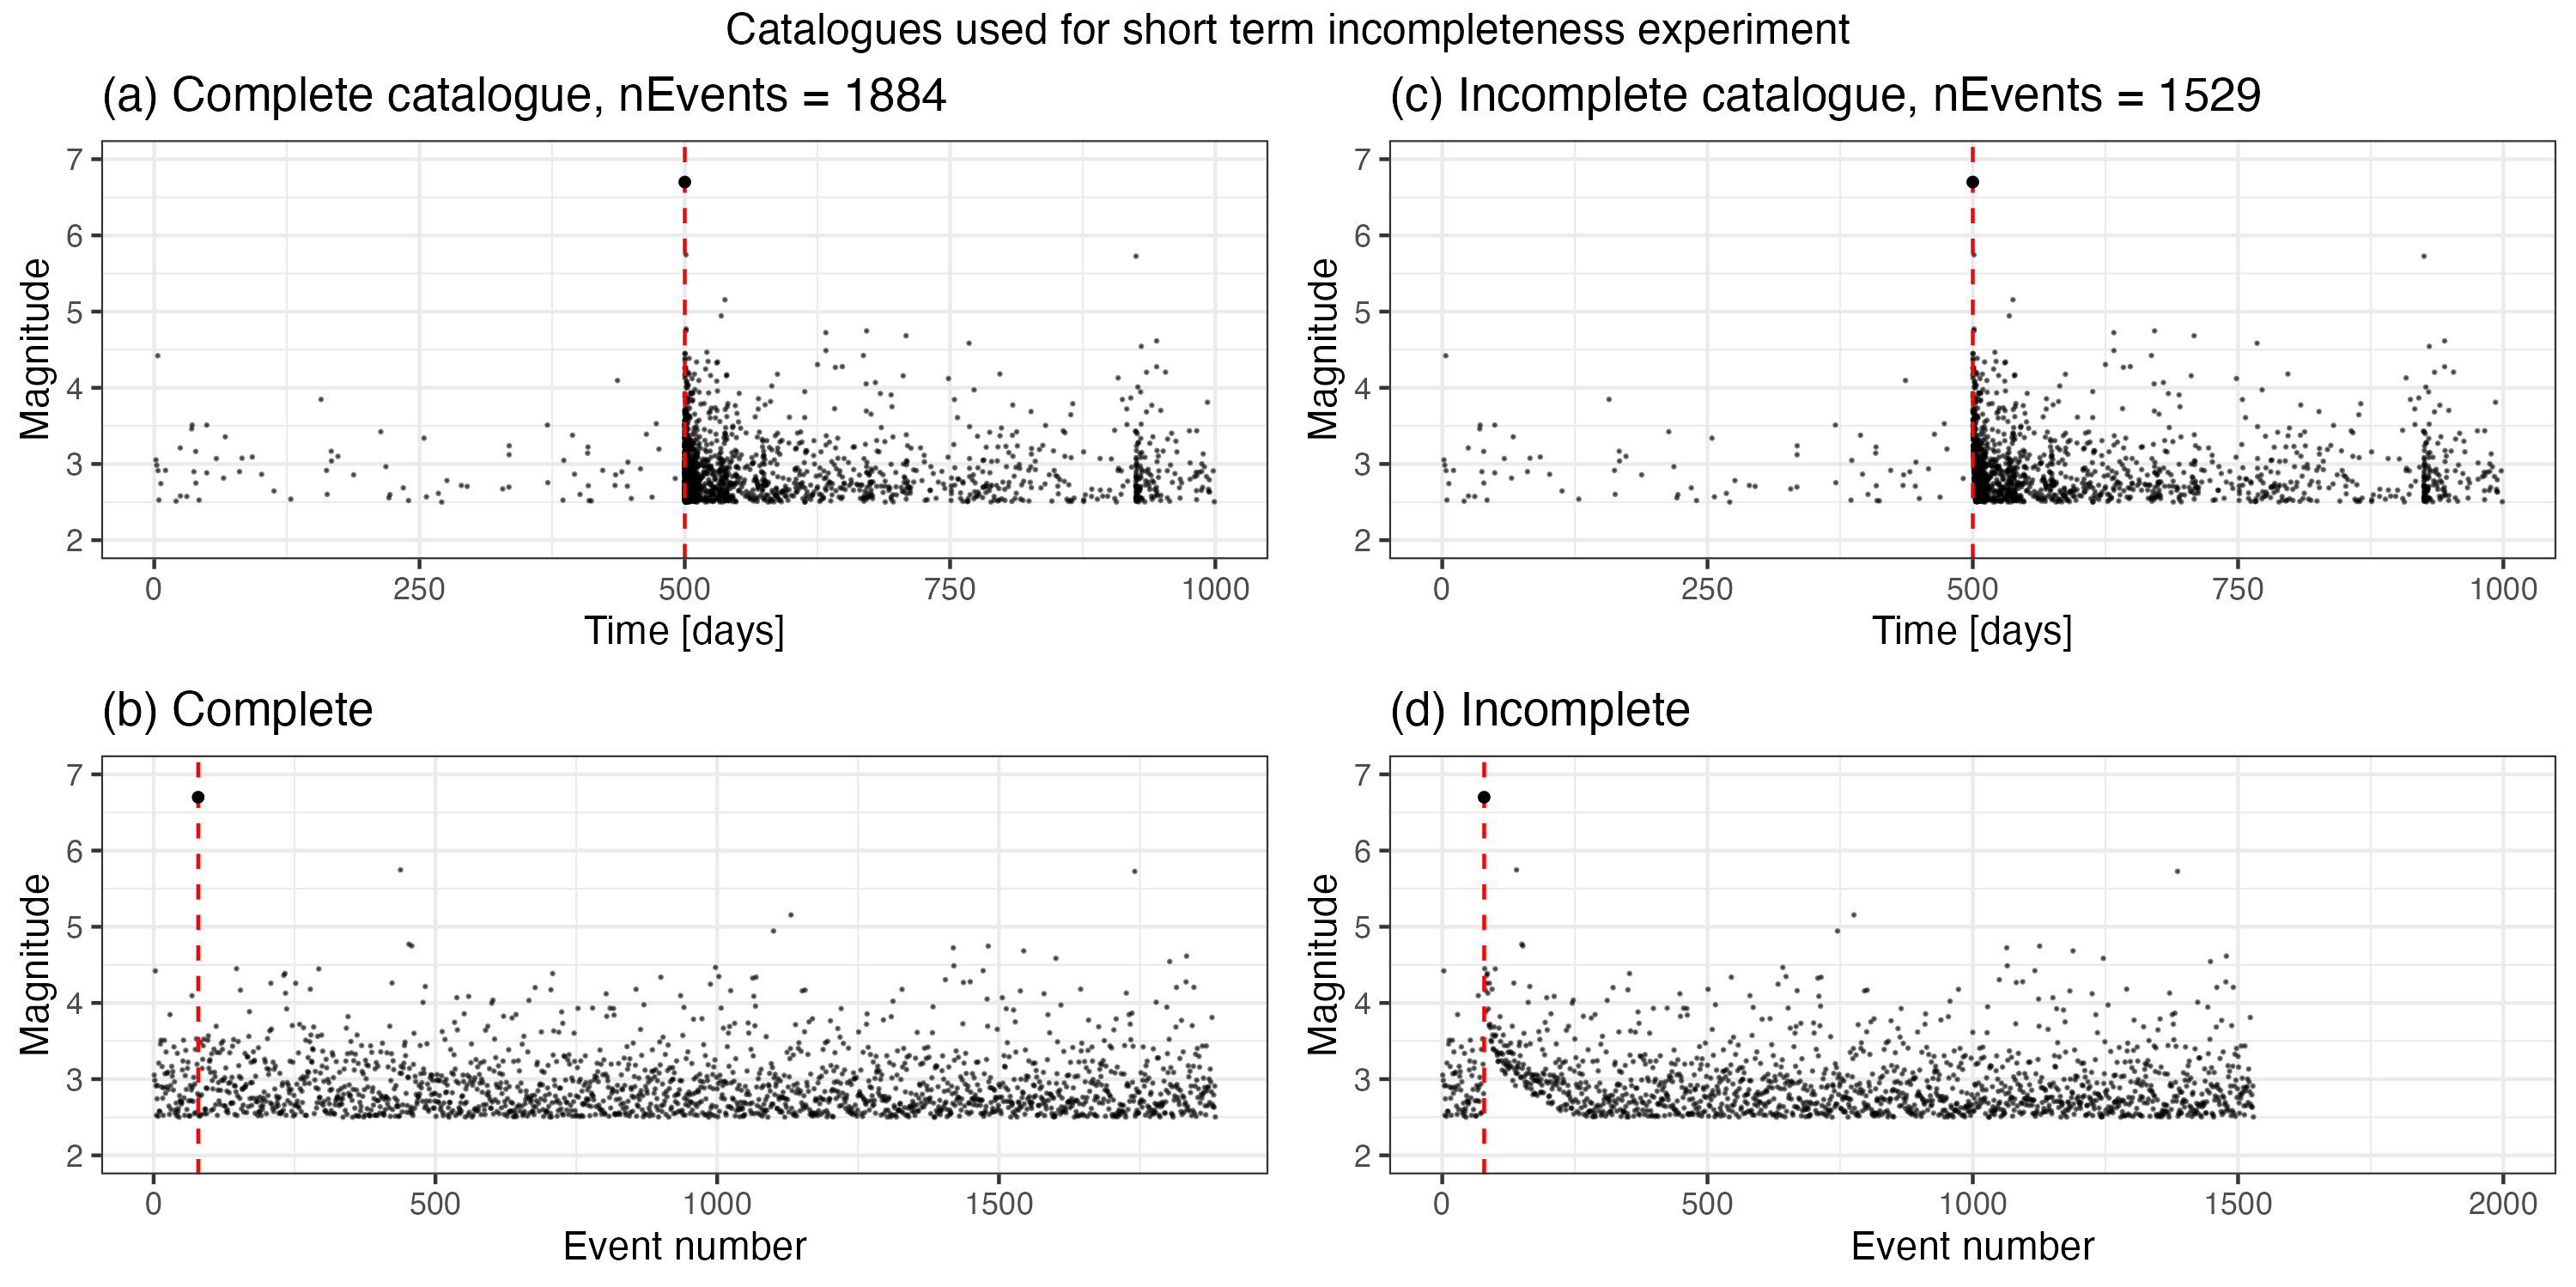 Catalogues used for short term incompleteness experiment
(a) Complete catalogue, nEvents = 1884
Magnitude
7
6
5
4
3
2
0 250 500 750 1000
Time [days]
(c) Incomplete catalogue, nEvents = 1529
Magnitude
7
6
5
4
3
2
0 250 500 750 1000
Time [days]
(b) Complete
Magnitude
7
6
5
4
3
2
0 500 1000 1500
Event number
(d) Incomplete
Magnitude
7
6
5
4
3
2
0 500 1000 1500 2000
Event number